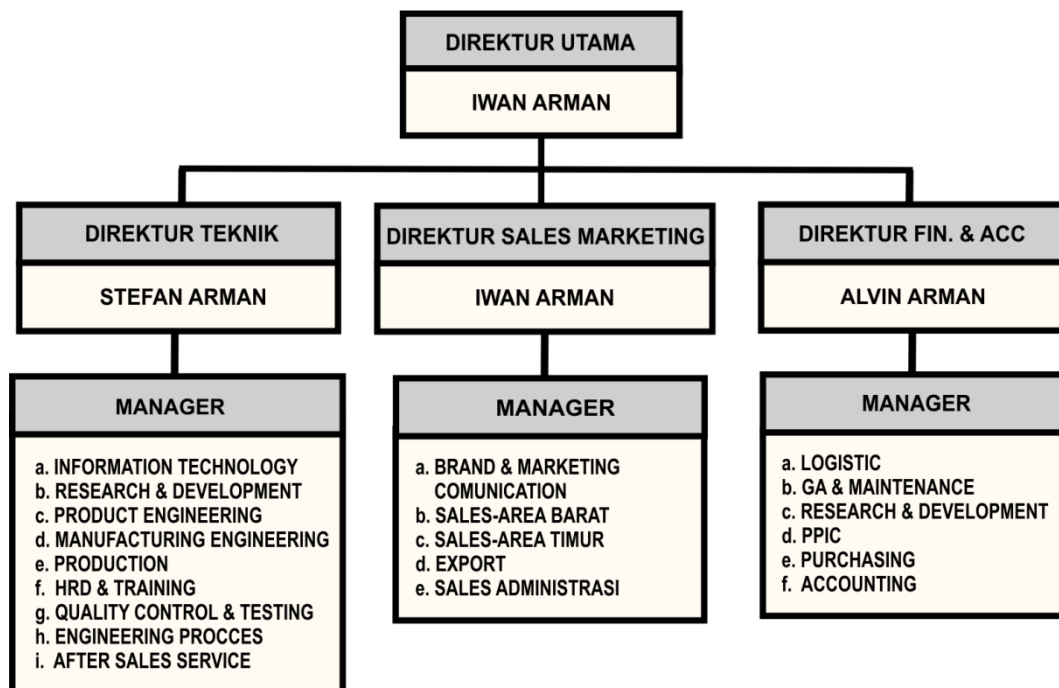 DIREKTUR UTAMA
IWAN ARMAN
DIREKTUR TEKNIK
STEFAN ARMAN
DIREKTUR SALES MARKETING
IWAN ARMAN
DIREKTUR FIN. & ACC
ALVIN ARMAN
MANAGER
a. INFORMATION TECHNOLOGY
b. RESEARCH & DEVELOPMENT
c. PRODUCT ENGINEERING
d. MANUFACTURING ENGINEERING
e. PRODUCTION
f. HRD & TRAINING
g. QUALITY CONTROL & TESTING
h. ENGINEERING PROCCES
i. AFTER SALES SERVICE
MANAGER
a. BRAND & MARKETING
COMUNICATION
b. SALES-AREA BARAT
c. SALES-AREA TIMUR
d. EXPORT
e. SALES ADMINISTRASI
MANAGER
a. LOGISTIC
b. GA & MAINTENANCE
c. RESEARCH & DEVELOPMENT
d. PPIC
e. PURCHASING
f. ACCOUNTING